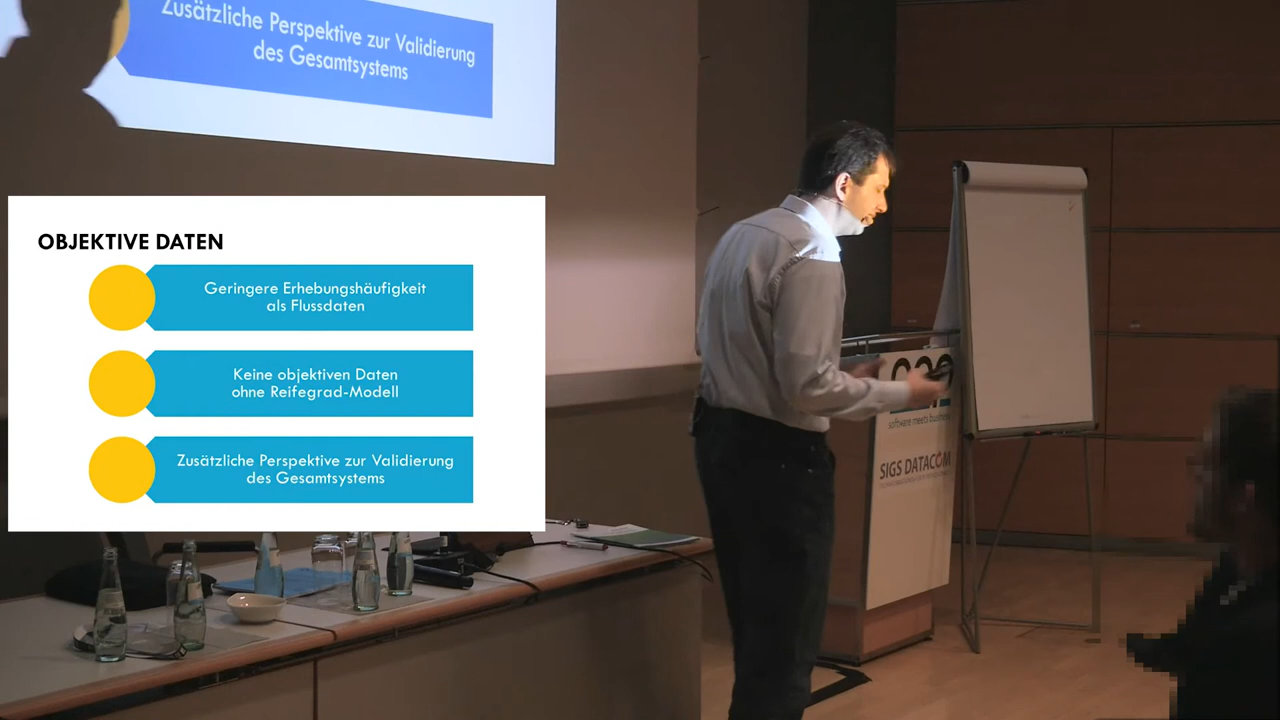 Zusätzliche Perspektive zur Validierung
des Gesamtsystems
OBJEKTIVE DATEN
Geringere Erhebungshäufigkeit
als Flussdaten
Keine objektiven Daten
ohne Reifegrad-Modell
Zusätzliche Perspektive zur Validierung
des Gesamtsystems
software meets business
SIGS DATACOM